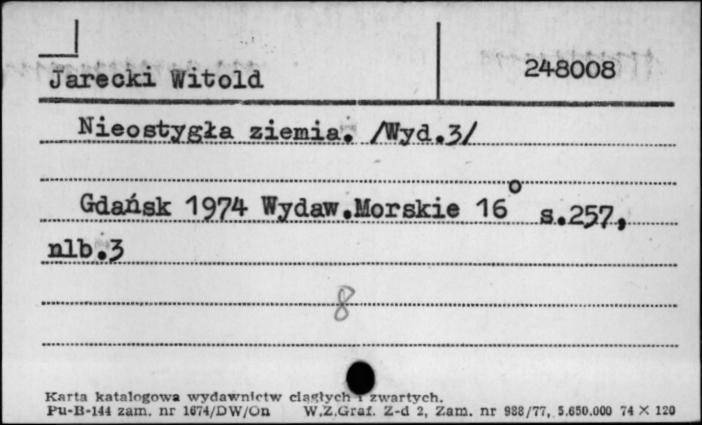 Jarecki Witold 248008
Nieostygła ziemia. /Wyd.3/
Gdańsk 1974 Wydaw.Morskie 16° s.257,
nlb.3
8
Karta katalogowa wydawnictw ciągłych i zwartych.
Pu-B-144 zam. nr 1674/DW/On W.Z.Graf. Z-d 2, Zam. nr 988/77, 5.650.000 74 X 120